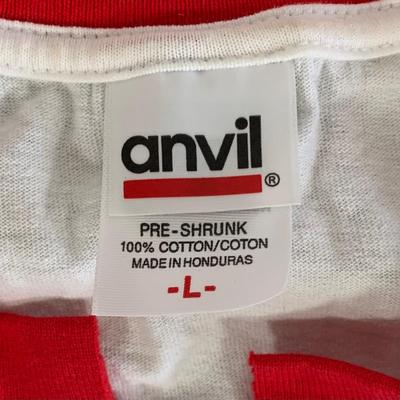 anvil®
PRE-SHRUNK
100% COTTON/COTON
MADE IN HONDURAS
-L-